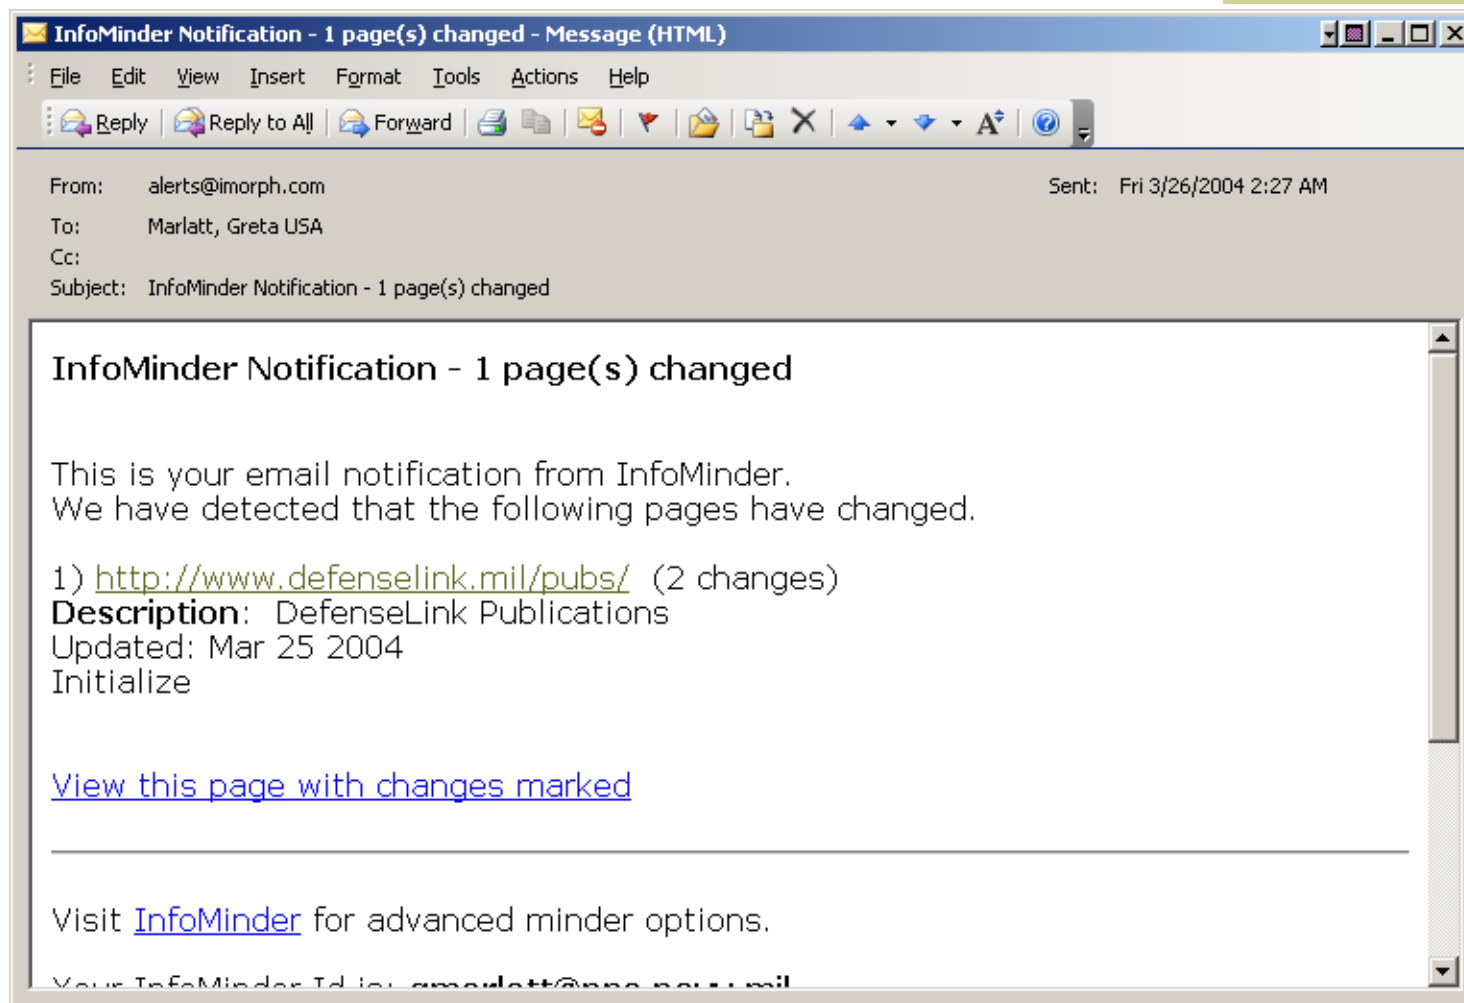 InfoMinder Notification - 1 page(s) changed - Message (HTML)
File Edit View Insert Format Tools Actions Help
Reply Reply to All Forward
From: alerts@imorph.com Sent: Fri 3/26/2004 2:27 AM
To: Marlatt, Greta USA
Cc:
Subject: InfoMinder Notification - 1 page(s) changed
InfoMinder Notification - 1 page(s) changed
This is your email notification from InfoMinder.
We have detected that the following pages have changed.
1) http://www.defenselink.mil/pubs/ (2 changes)
Description: DefenseLink Publications
Updated: Mar 25 2004
Initialize
View this page with changes marked
Visit InfoMinder for advanced minder options.
Your InfoMinder Id is: